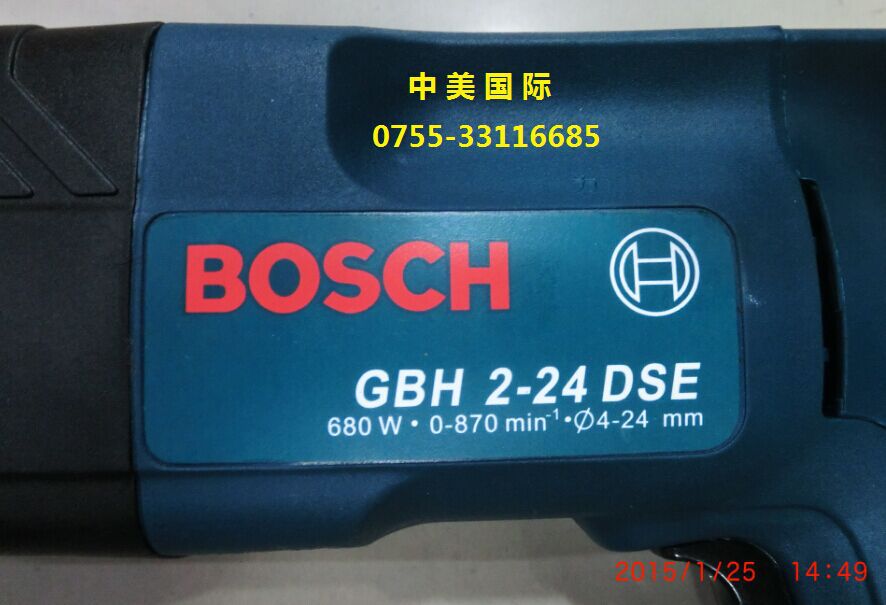 中美国际
0755-33116685
BOSCH
GBH 2-24 DSE
680 W · 0-870 min⁻¹ · Ø4-24 mm
2015/1/25 14:49